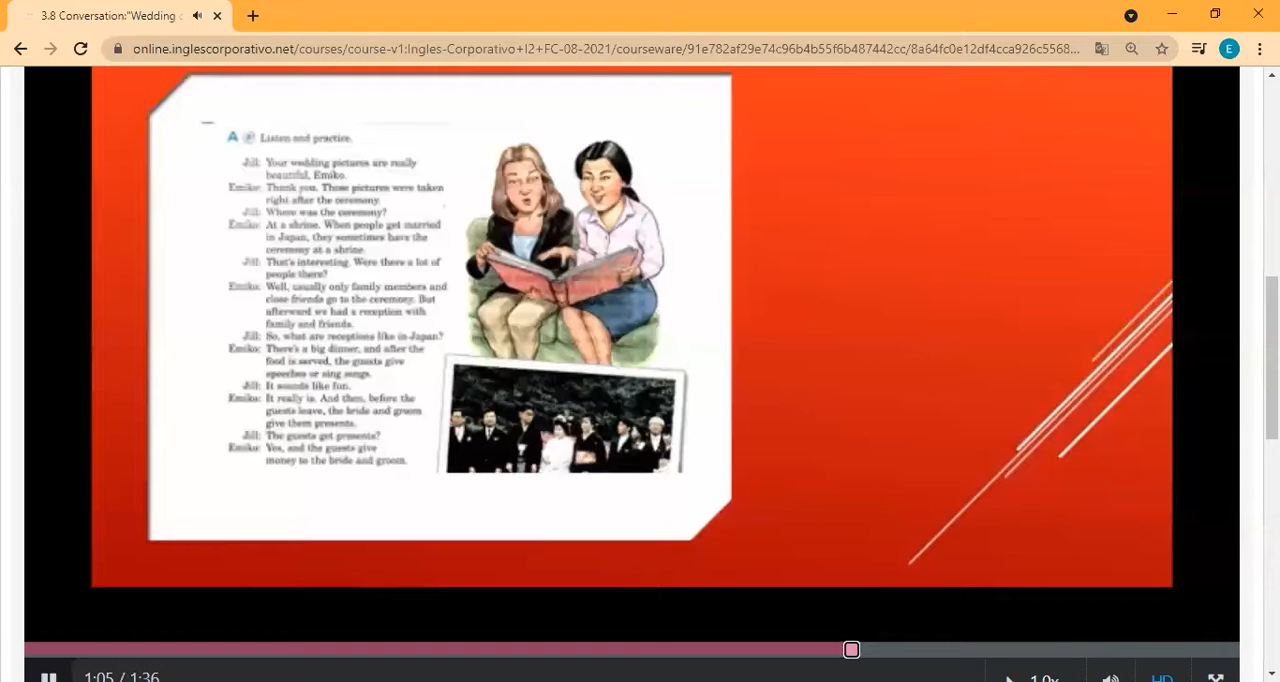 3.8 Conversation:"Wedding
online.inglescorporativo.net/courses/course-v1:Ingles-Corporativo+I2+FC-08-2021/courseware/91e782af29e74c96b4b55f6b487442cc/8a64fc0e12df4cca926c5568...
E
A Listen and practice.
Jill: Your wedding pictures are really
beautiful, Emiko.
Emiko: Thank you. Those pictures were taken
right after the ceremony.
Jill: Where was the ceremony?
Emiko: At a shrine. When people get married
in Japan, they sometimes have the
ceremony at a shrine.
Jill: That's interesting. Were there a lot of
people there?
Emiko: Well, usually only family members and
close friends go to the ceremony. But
afterward we had a reception with
family and friends.
Jill: So, what are receptions like in Japan?
Emiko: There's a big dinner, and after the
food is served, the guests give
speeches or sing songs.
Jill: It sounds like fun.
Emiko: It really is. And then, before the
guests leave, the bride and groom
give them presents.
Jill: The guests get presents?
Emiko: Yes, and the guests give
money to the bride and groom.
1:05 / 1:36
1.0x
HD